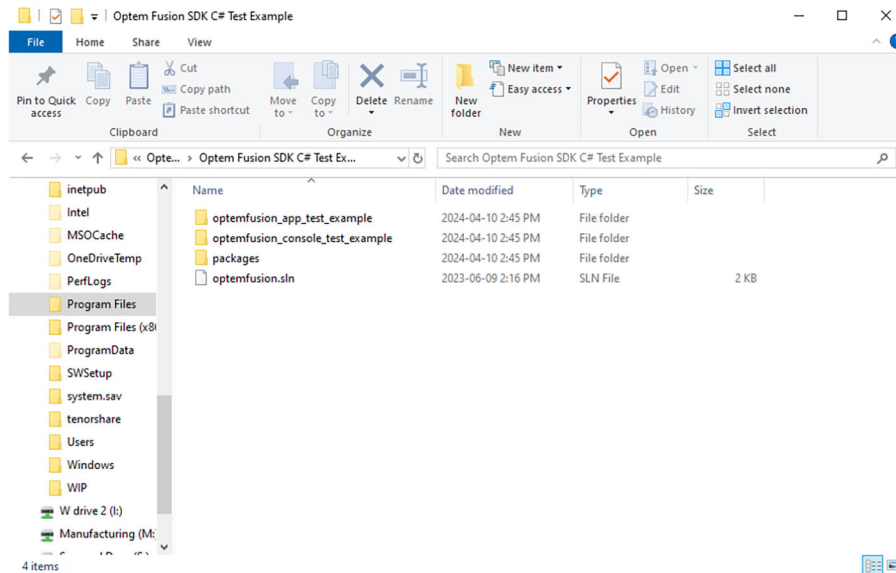 Optem Fusion SDK C# Test Example
File Home Share View
Pin to Quick access
Copy
Paste
Cut
Copy path
Paste shortcut
Clipboard
Move to
Copy to
Delete
Rename
Organize
New folder
New item
Easy access
New
Properties
Open
Edit
History
Open
Select all
Select none
Invert selection
Select
« Opte... > Optem Fusion SDK C# Test Ex...
Search Optem Fusion SDK C# Test Example
inetpub
Intel
MSOCache
OneDriveTemp
PerfLogs
Program Files
Program Files (x8
ProgramData
SWSetup
system.sav
tenorshare
Users
Windows
WIP
W drive 2 (I:)
Manufacturing (M:
Name Date modified Type Size
optemfusion_app_test_example 2024-04-10 2:45 PM File folder
optemfusion_console_test_example 2024-04-10 2:45 PM File folder
packages 2024-04-10 2:45 PM File folder
optemfusion.sln 2023-06-09 2:16 PM SLN File 2 KB
4 items